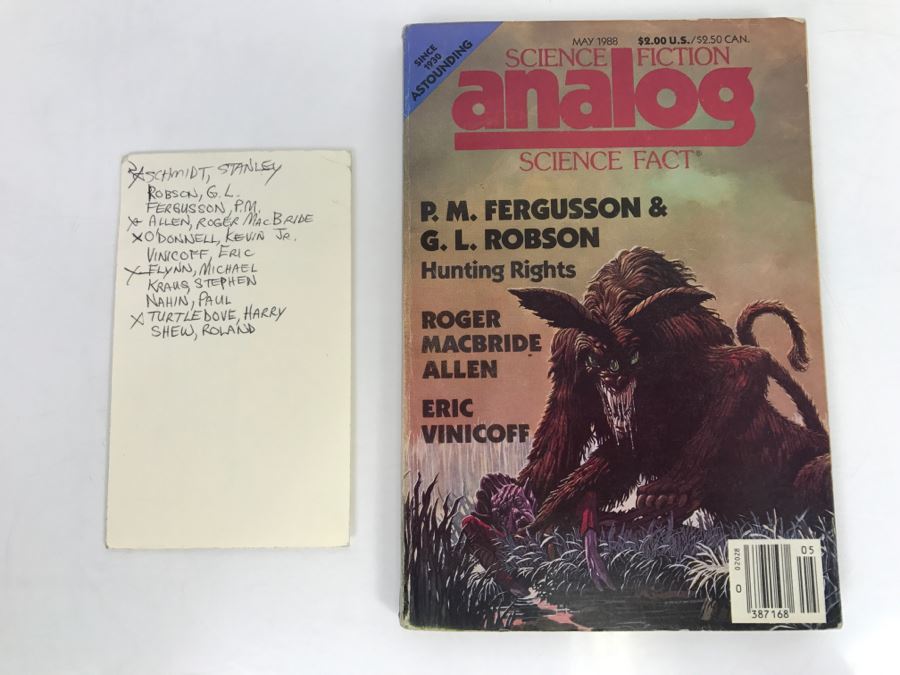 X SCHMIDT, STANLEY
ROBSON, G. L.
FERGUSSON, P.M.
X ALLEN, ROGER MACBRIDE
X O'DONNELL, KEVIN JR.
VINICOFF, ERIC
X FLYNN, MICHAEL
KRAUS, STEPHEN
NAHIN, PAUL
X TURTLEDOVE, HARRY
SHEW, ROLAND
SINCE
1930
ASTOUNDING
MAY 1988 $2.00 U.S./$2.50 CAN.
SCIENCE FICTION
analog
SCIENCE FACT®
P. M. FERGUSSON &
G. L. ROBSON
Hunting Rights
ROGER
MACBRIDE
ALLEN
ERIC
VINICOFF
05
02028
0
387168